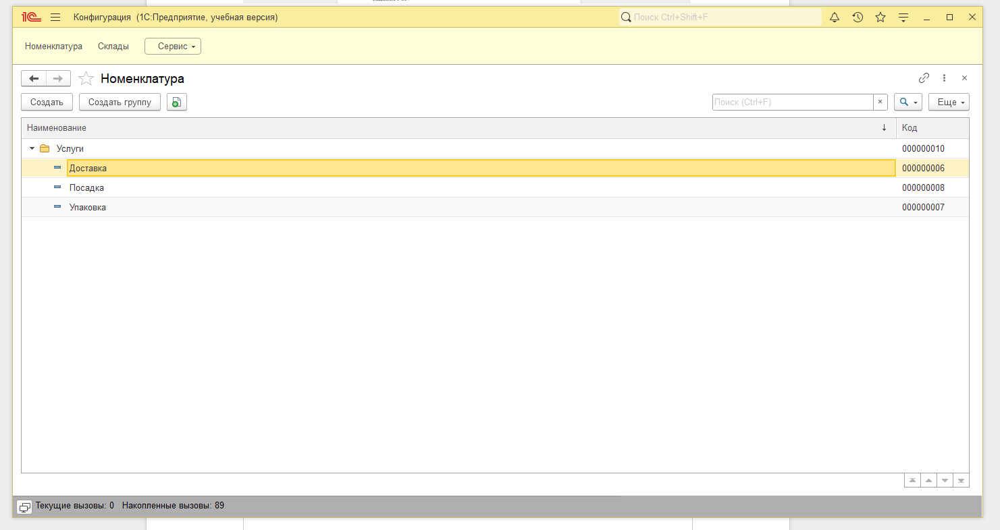 1С Конфигурация (1С:Предприятие, учебная версия) Поиск Ctrl+Shift+F
Номенклатура Склады Сервис
Номенклатура
Создать Создать группу Поиск (Ctrl+F) × Еще
Наименование ↓ Код
Услуги 000000010
Доставка 000000006
Посадка 000000008
Упаковка 000000007
Текущие вызовы: 0 Накопленные вызовы: 89